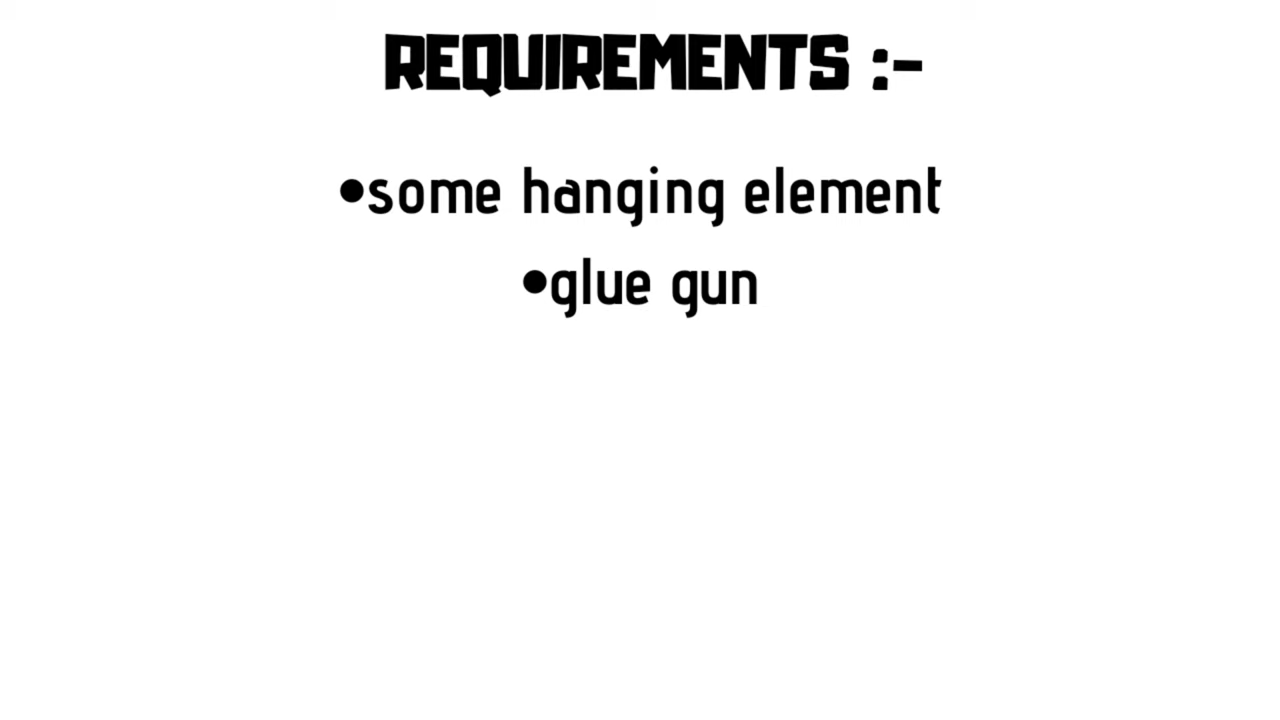 REQUIREMENTS :-
•some hanging element
•glue gun